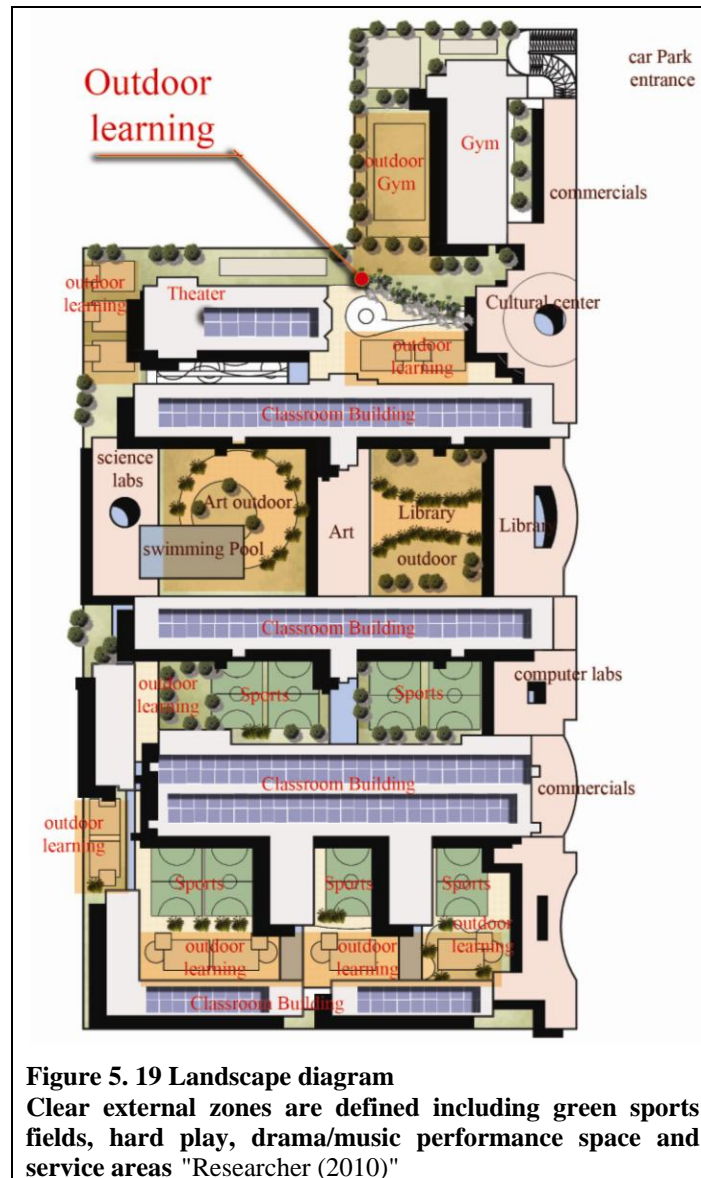 Outdoor
learning
car Park
entrance
Gym
outdoor
Gym
commercials
outdoor
learning
Theater
Cultural center
outdoor
learning
Classroom Building
science
labs
Art outdoor
swimming Pool
Art
Library
outdoor
Library
Classroom Building
outdoor
learning
Sports
Sports
computer labs
Classroom Building
commercials
outdoor
learning
Sports
Sports
Sports
outdoor
learning
outdoor
learning
outdoor
learning
Classroom Building
Figure 5. 19 Landscape diagram
Clear external zones are defined including green sports
fields, hard play, drama/music performance space and
service areas "Researcher (2010)"